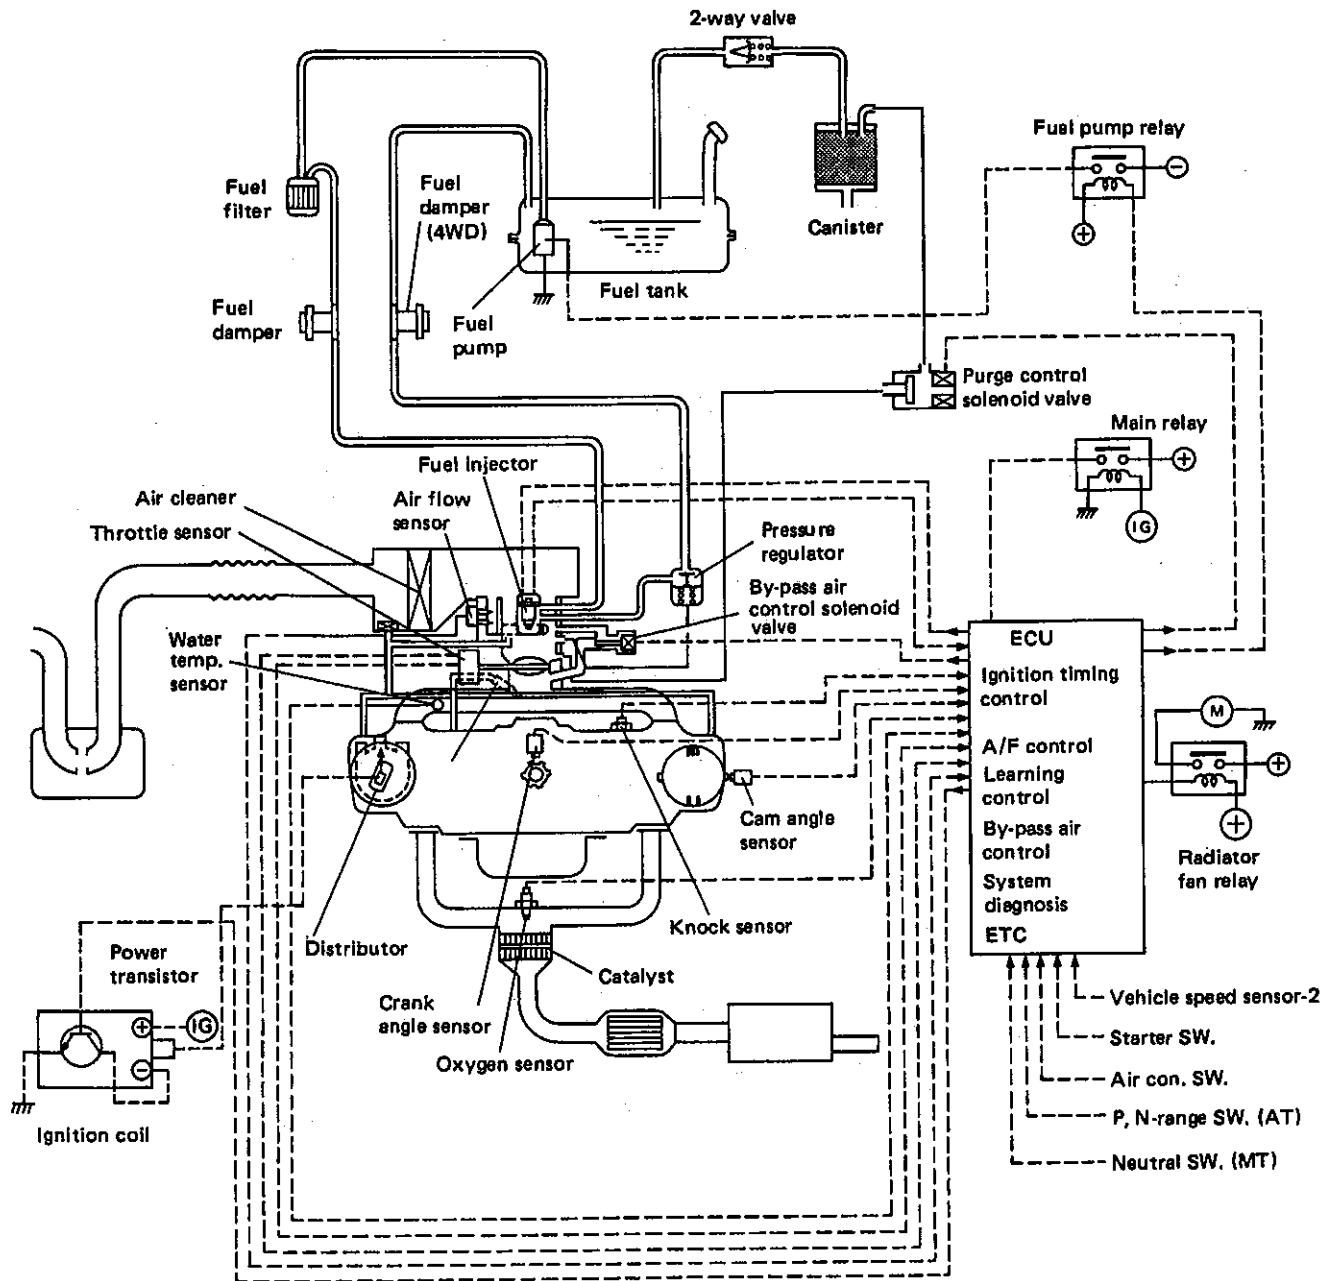 2-way valve
Fuel pump relay
Fuel
filter
Fuel
damper
(4WD)
Canister
Fuel tank
Fuel
damper
Fuel
pump
Purge control
solenoid valve
Main relay
Fuel Injector
Air cleaner
Air flow
sensor
Throttle sensor
Pressure
regulator
IG
By-pass air
control solenoid
valve
Water
temp.
sensor
ECU
Ignition timing
control
A/F control
Learning
control
By-pass air
control
System
diagnosis
ETC
M
Radiator
fan relay
Cam angle
sensor
Knock sensor
Distributor
Power
transistor
Catalyst
Crank
angle sensor
Oxygen sensor
IG
Ignition coil
Vehicle speed sensor-2
Starter SW.
Air con. SW.
P, N-range SW. (AT)
Neutral SW. (MT)